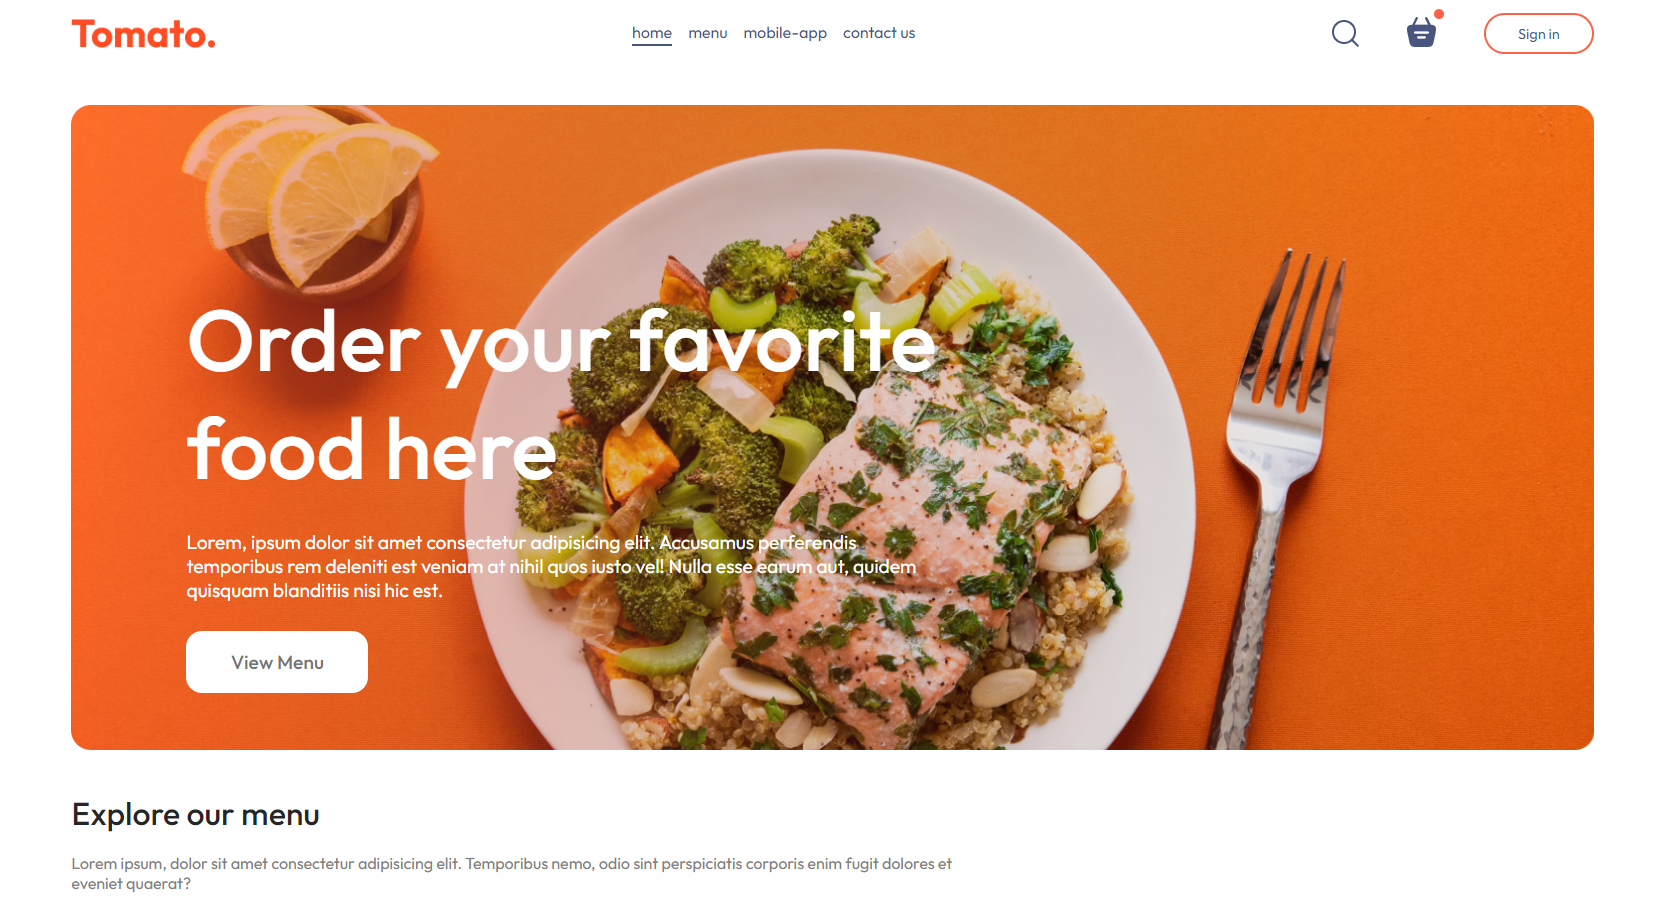 Tomato.
home menu mobile-app contact us
Sign in
Order your favorite
food here
Lorem, ipsum dolor sit amet consectetur adipisicing elit. Accusamus perferendis
temporibus rem deleniti est veniam at nihil quos iusto vel! Nulla esse earum aut, quidem
quisquam blanditiis nisi hic est.
View Menu
Explore our menu
Lorem ipsum, dolor sit amet consectetur adipisicing elit. Temporibus nemo, odio sint perspiciatis corporis enim fugit dolores et
eveniet quaerat?